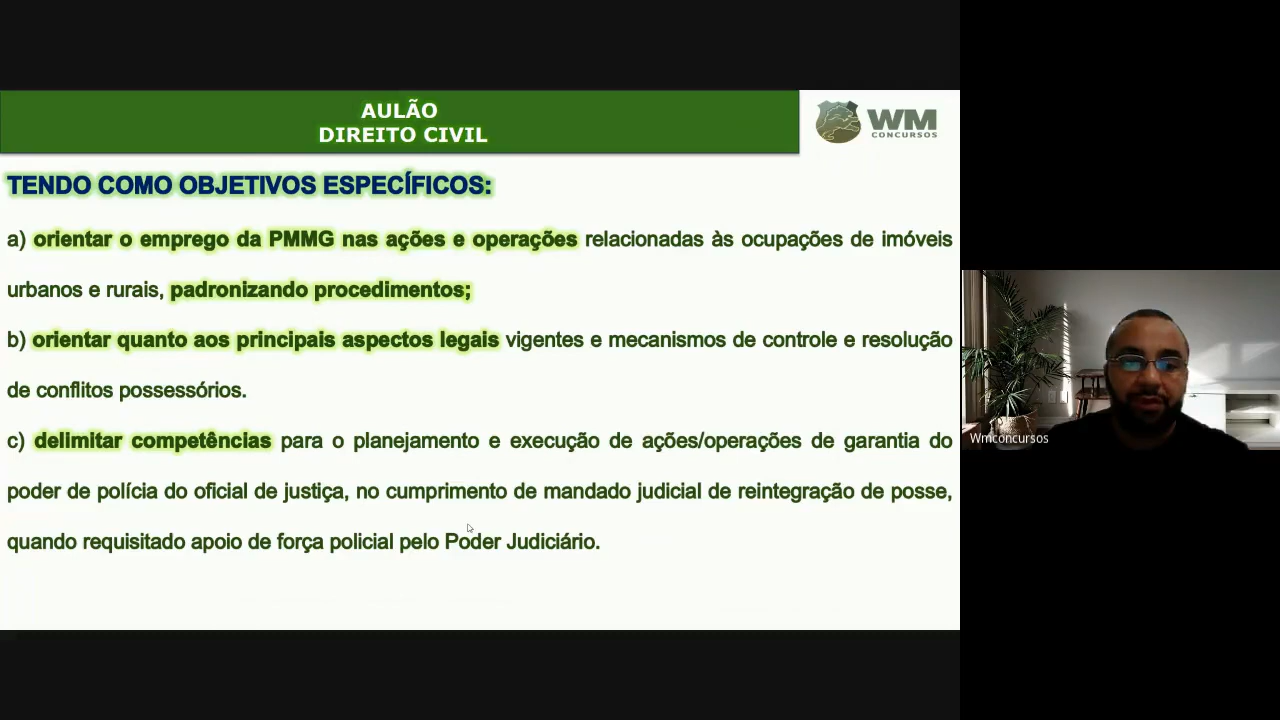 AULÃO
DIREITO CIVIL
WM
CONCURSOS
TENDO COMO OBJETIVOS ESPECÍFICOS:
a) orientar o emprego da PMMG nas ações e operações relacionadas às ocupações de imóveis
urbanos e rurais, padronizando procedimentos;
b) orientar quanto aos principais aspectos legais vigentes e mecanismos de controle e resolução
de conflitos possessórios.
c) delimitar competências para o planejamento e execução de ações/operações de garantia do
poder de polícia do oficial de justiça, no cumprimento de mandado judicial de reintegração de posse,
quando requisitado apoio de força policial pelo Poder Judiciário.
Wmconcursos